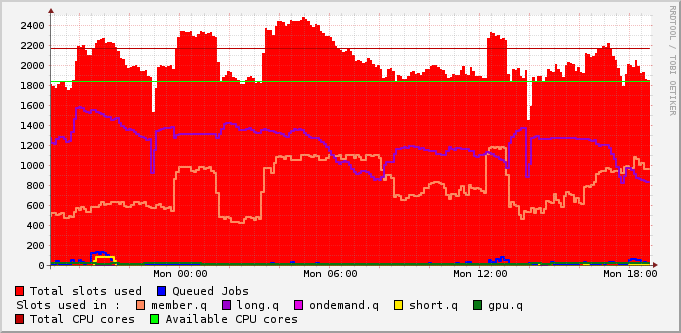 2400
2200
2000
1800
1600
1400
1200
1000
800
600
400
200
0
Mon 00:00 Mon 06:00 Mon 12:00 Mon 18:00
Total slots used Queued Jobs
Slots used in : member.q long.q ondemand.q short.q gpu.q
Total CPU cores Available CPU cores
RRDTOOL / TOBI OETIKER